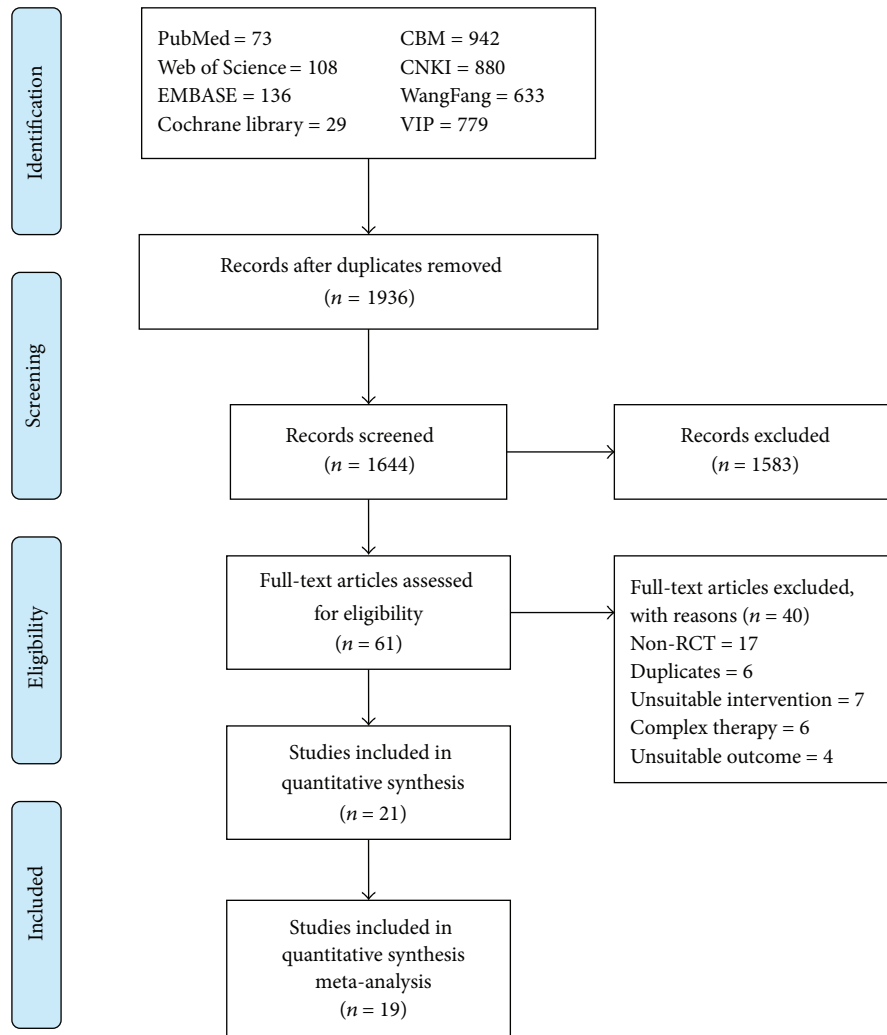 Identification
PubMed = 73
Web of Science = 108
EMBASE = 136
Cochrane library = 29
CBM = 942
CNKI = 880
WangFang = 633
VIP = 779
Screening
Records after duplicates removed
(n = 1936)
Records screened
(n = 1644)
Records excluded
(n = 1583)
Eligibility
Full-text articles assessed
for eligibility
(n = 61)
Full-text articles excluded,
with reasons (n = 40)
Non-RCT = 17
Duplicates = 6
Unsuitable intervention = 7
Complex therapy = 6
Unsuitable outcome = 4
Studies included in
quantitative synthesis
(n = 21)
Included
Studies included in
quantitative synthesis
meta-analysis
(n = 19)